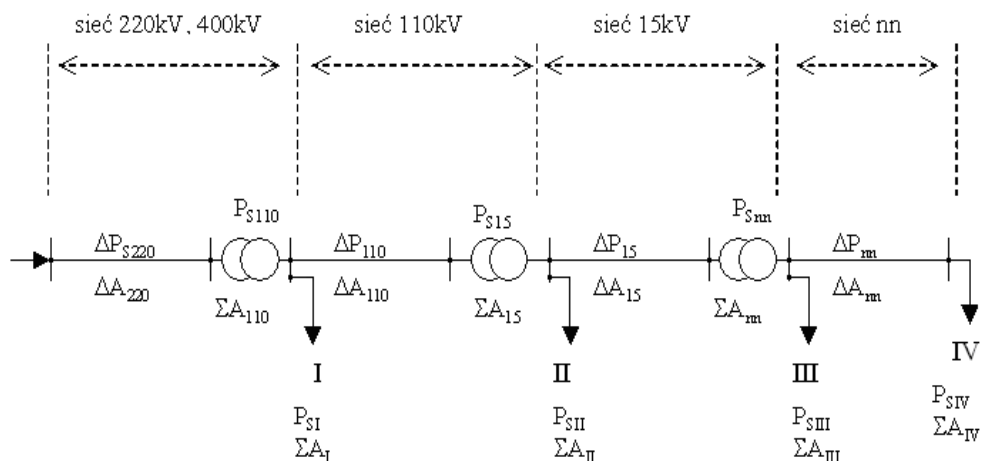 sieć 220kV, 400kV
sieć 110kV
sieć 15kV
sieć nn
P_S110
P_S15
P_Snn
ΔP_S220
ΔP_110
ΔP_15
ΔP_nn
ΔA_220
ΔA_110
ΔA_15
ΔA_nn
ΣA_110
ΣA_15
ΣA_nn
I
II
III
IV
P_SI
P_SII
P_SIII
P_SIV
ΣA_I
ΣA_II
ΣA_III
ΣA_IV